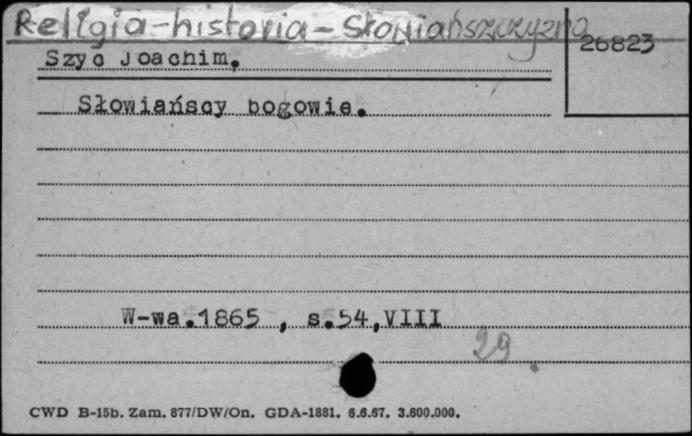 Religia-historia-Słowiańszczyzna
26823
Szyc Joachim.
Słowiańscy bogowie.
W-wa.1865 , s.54,VIII
29
CWD B-15b. Zam. 877/DW/On. GDA-1881. 6.6.67. 3.600.000.